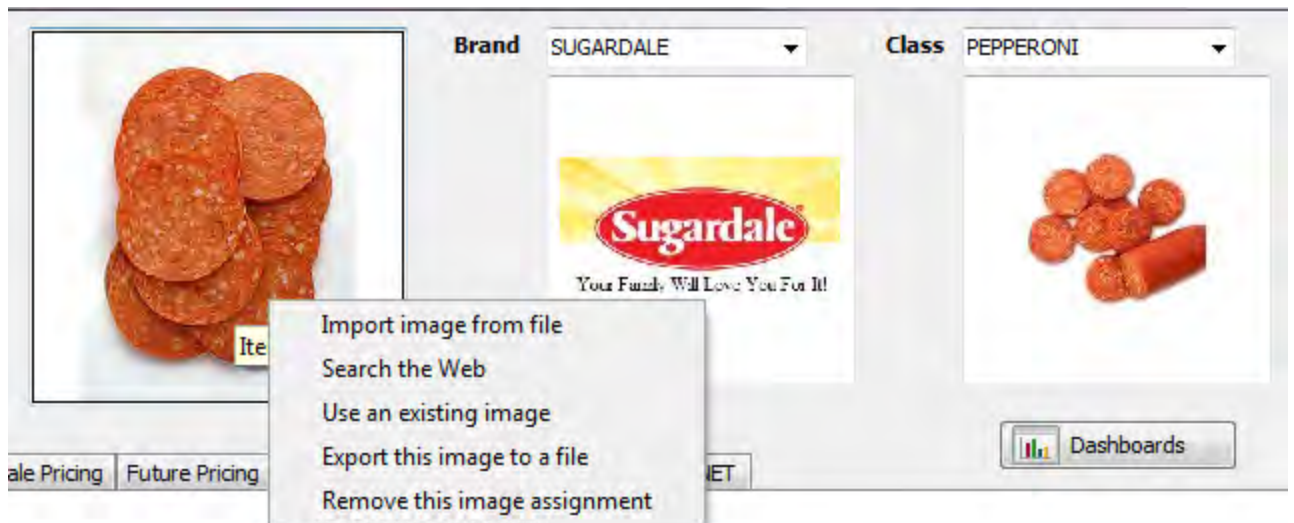 Brand SUGARDALE Class PEPPERONI
Sugardale
Your Family Will Love You For It!
Ite
Import image from file
Search the Web
Use an existing image
Export this image to a file
Remove this image assignment
Dashboards
ale Pricing Future Pricing NET